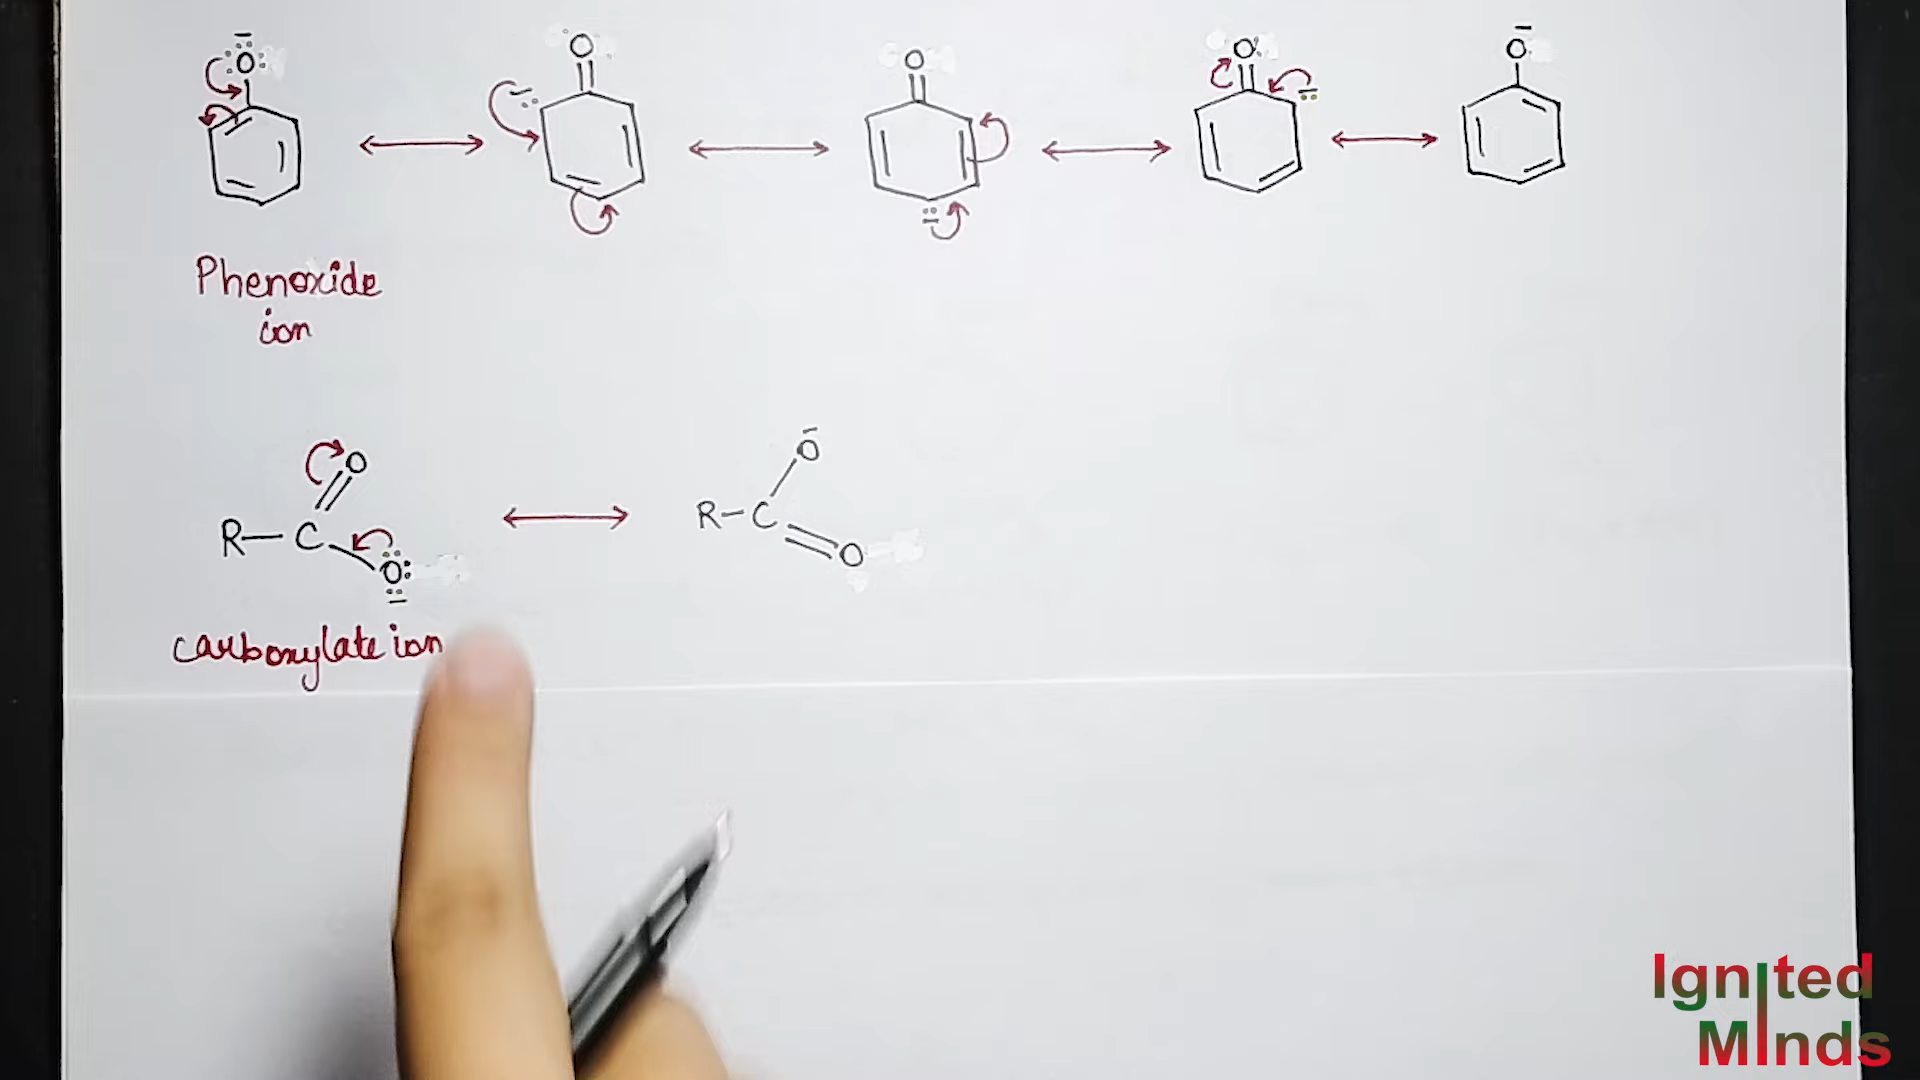 O
O
O
O
O
Phenoxide
ion
O
R
C
O
O
R
C
O
carboxylate ion
Ignited
Minds